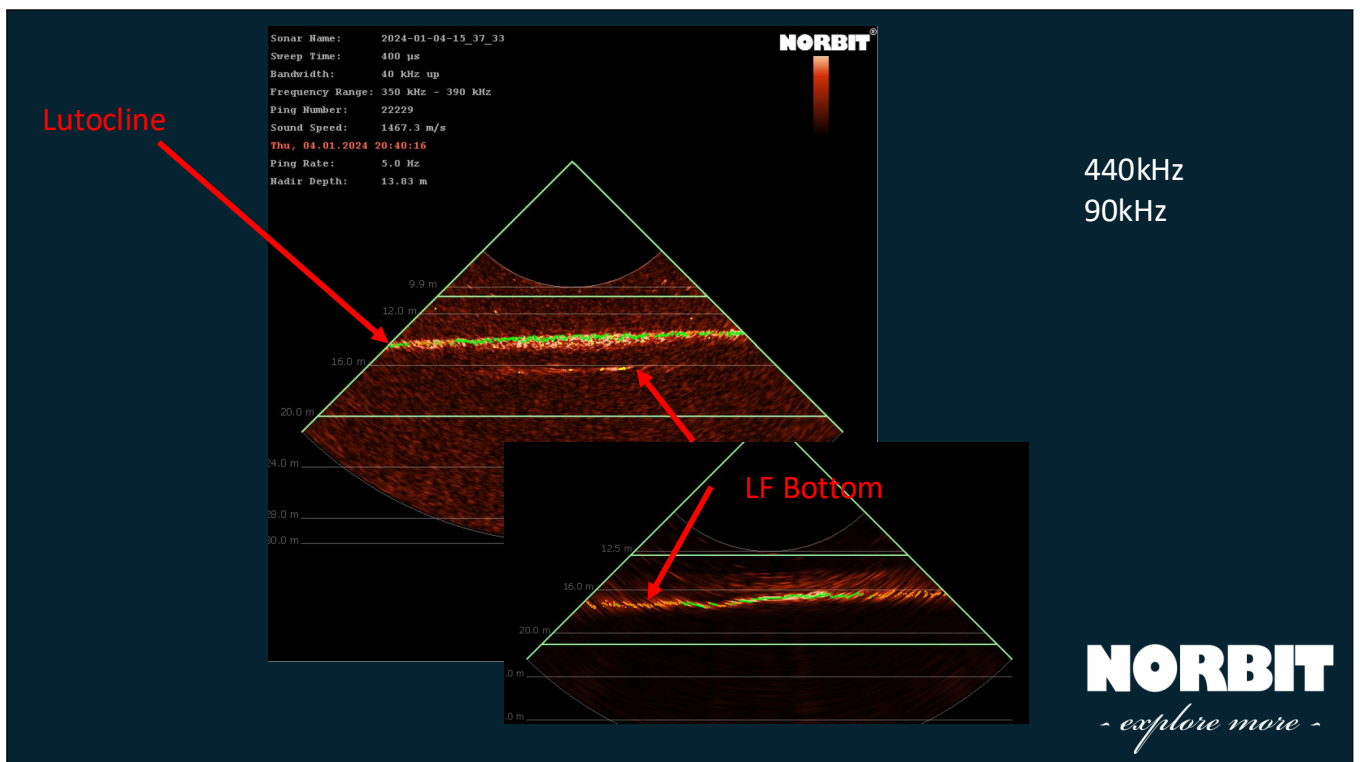 Sonar Name: 2024-01-04-15_37_33
Sweep Time: 400 µs
Bandwidth: 40 kHz up
Frequency Range: 350 kHz - 390 kHz
Ping Number: 22229
Sound Speed: 1467.3 m/s
Thu, 04.01.2024 20:40:16
Ping Rate: 5.0 Hz
Nadir Depth: 13.83 m
NORBIT®
Lutocline
440kHz
90kHz
9.9 m
12.0 m
16.0 m
20.0 m
24.0 m
28.0 m
30.0 m
LF Bottom
12.5 m
16.0 m
20.0 m
.0 m
.0 m
NORBIT
- explore more -